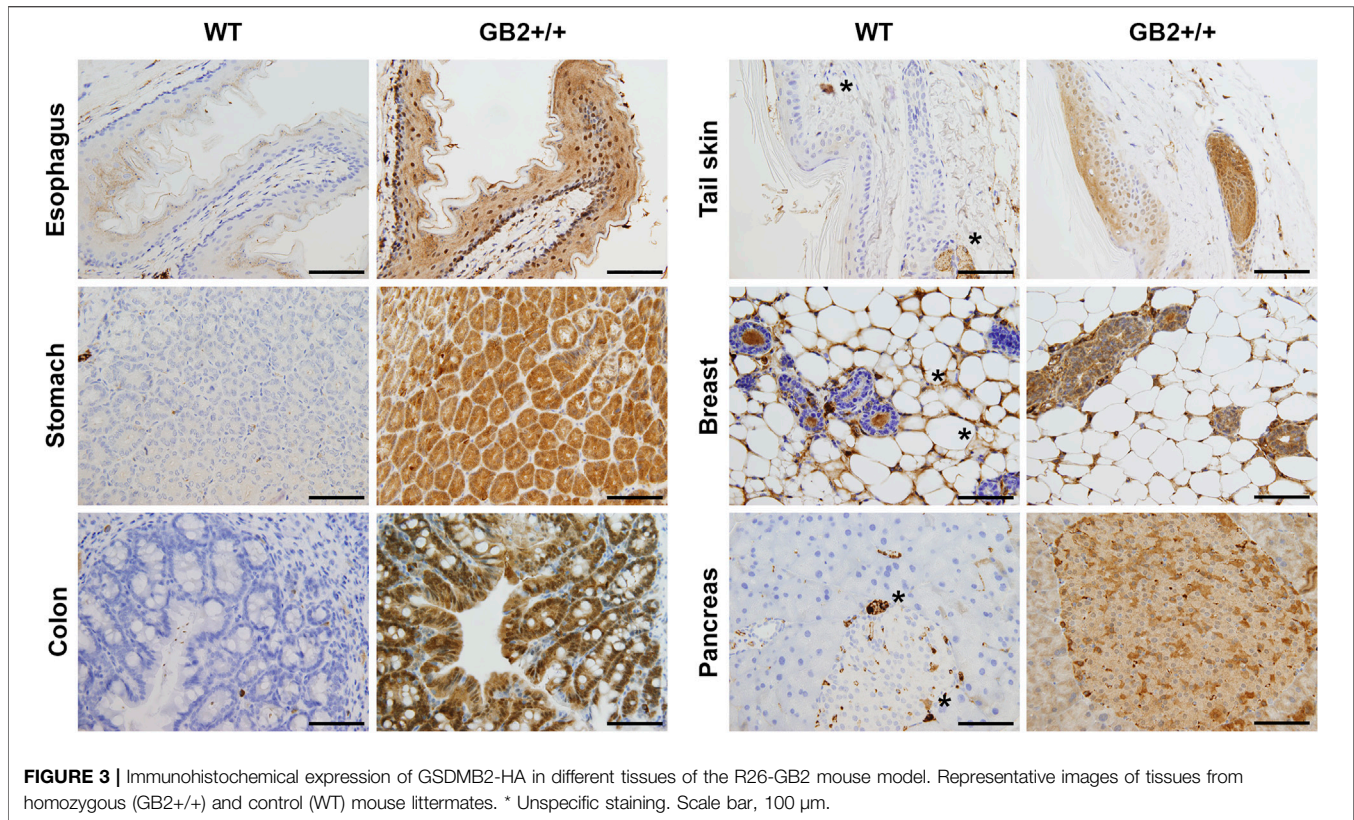 WT GB2+/+ WT GB2+/+
Esophagus
Tail skin
*
*
Stomach
Breast
*
*
Colon
Pancreas
*
*
FIGURE 3 | Immunohistochemical expression of GSDMB2-HA in different tissues of the R26-GB2 mouse model. Representative images of tissues from
homozygous (GB2+/+) and control (WT) mouse littermates. * Unspecific staining. Scale bar, 100 μm.